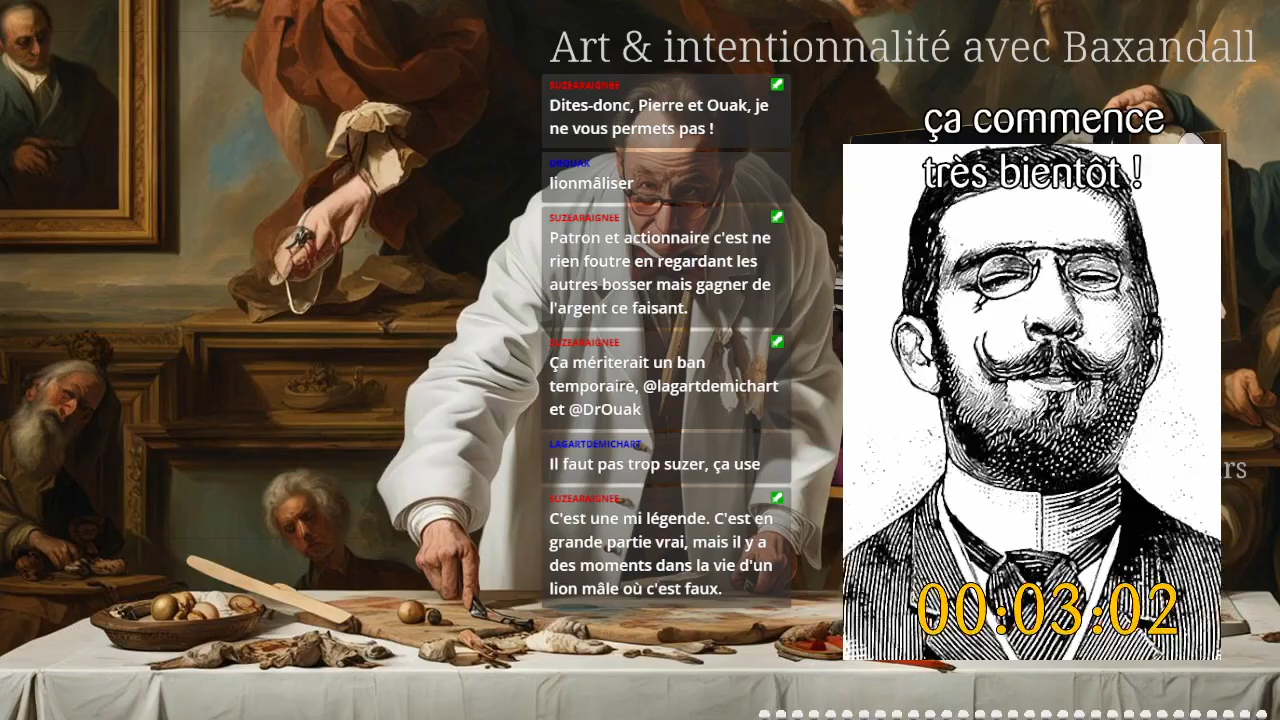 Art & intentionnalité avec Baxandall
SUZEARAIGNEE
Dites-donc, Pierre et Ouak, je
ne vous permets pas !
DROUAK
lionmâliser
SUZEARAIGNEE
Patron et actionnaire c'est ne
rien foutre en regardant les
autres bosser mais gagner de
l'argent ce faisant.
SUZEARAIGNEE
Ça mériterait un ban
temporaire, @lagartdemichart
et @DrOuak
LAGARTDEMICHART
Il faut pas trop suzer, ça use
SUZEARAIGNEE
C'est une mi légende. C'est en
grande partie vrai, mais il y a
des moments dans la vie d'un
lion mâle où c'est faux.
ça commence
très bientôt !
rs
00:03:02